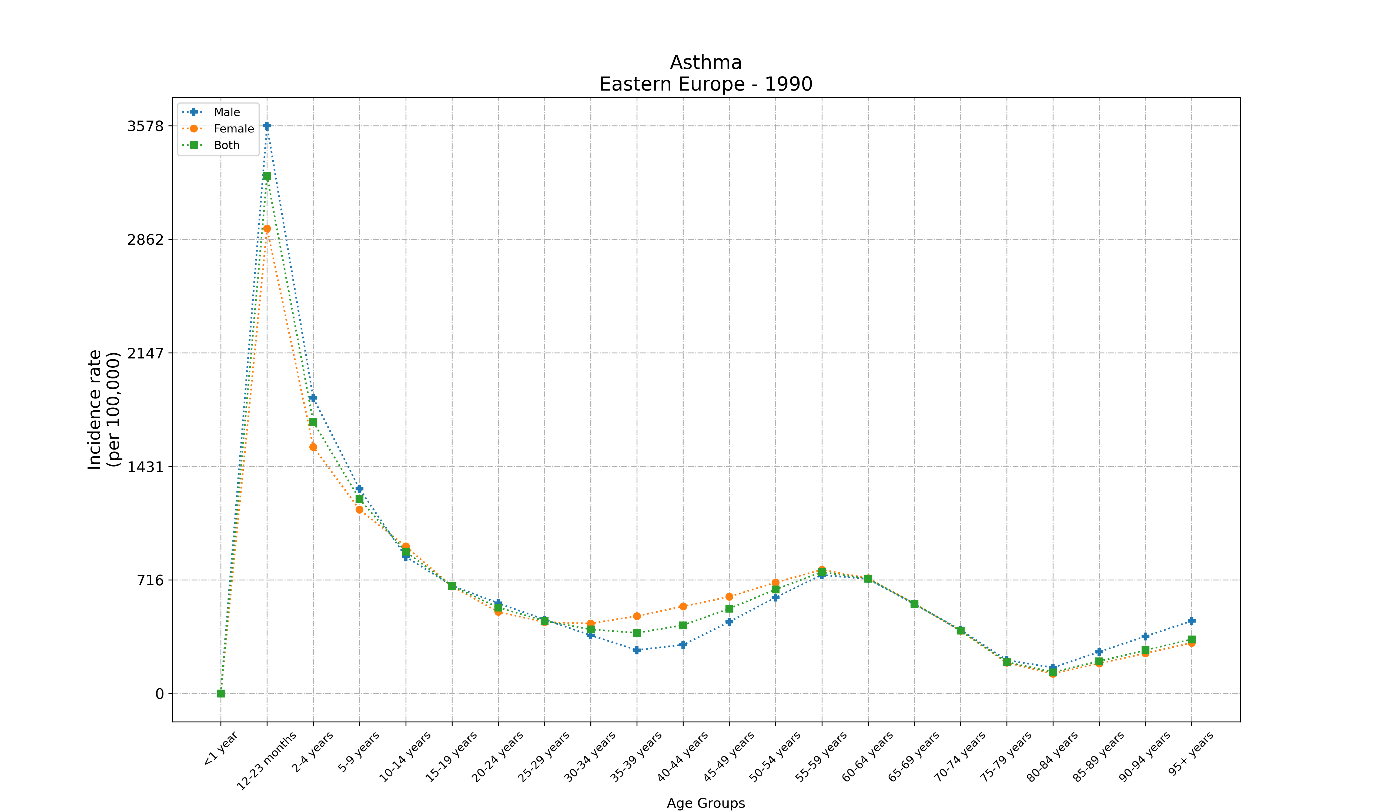 Asthma
Eastern Europe - 1990
Male
Female
Both
3578
2862
2147
1431
716
0
Incidence rate
(per 100,000)
<1 year
12-23 months
2-4 years
5-9 years
10-14 years
15-19 years
20-24 years
25-29 years
30-34 years
35-39 years
40-44 years
45-49 years
50-54 years
55-59 years
60-64 years
65-69 years
70-74 years
75-79 years
80-84 years
85-89 years
90-94 years
95+ years
Age Groups